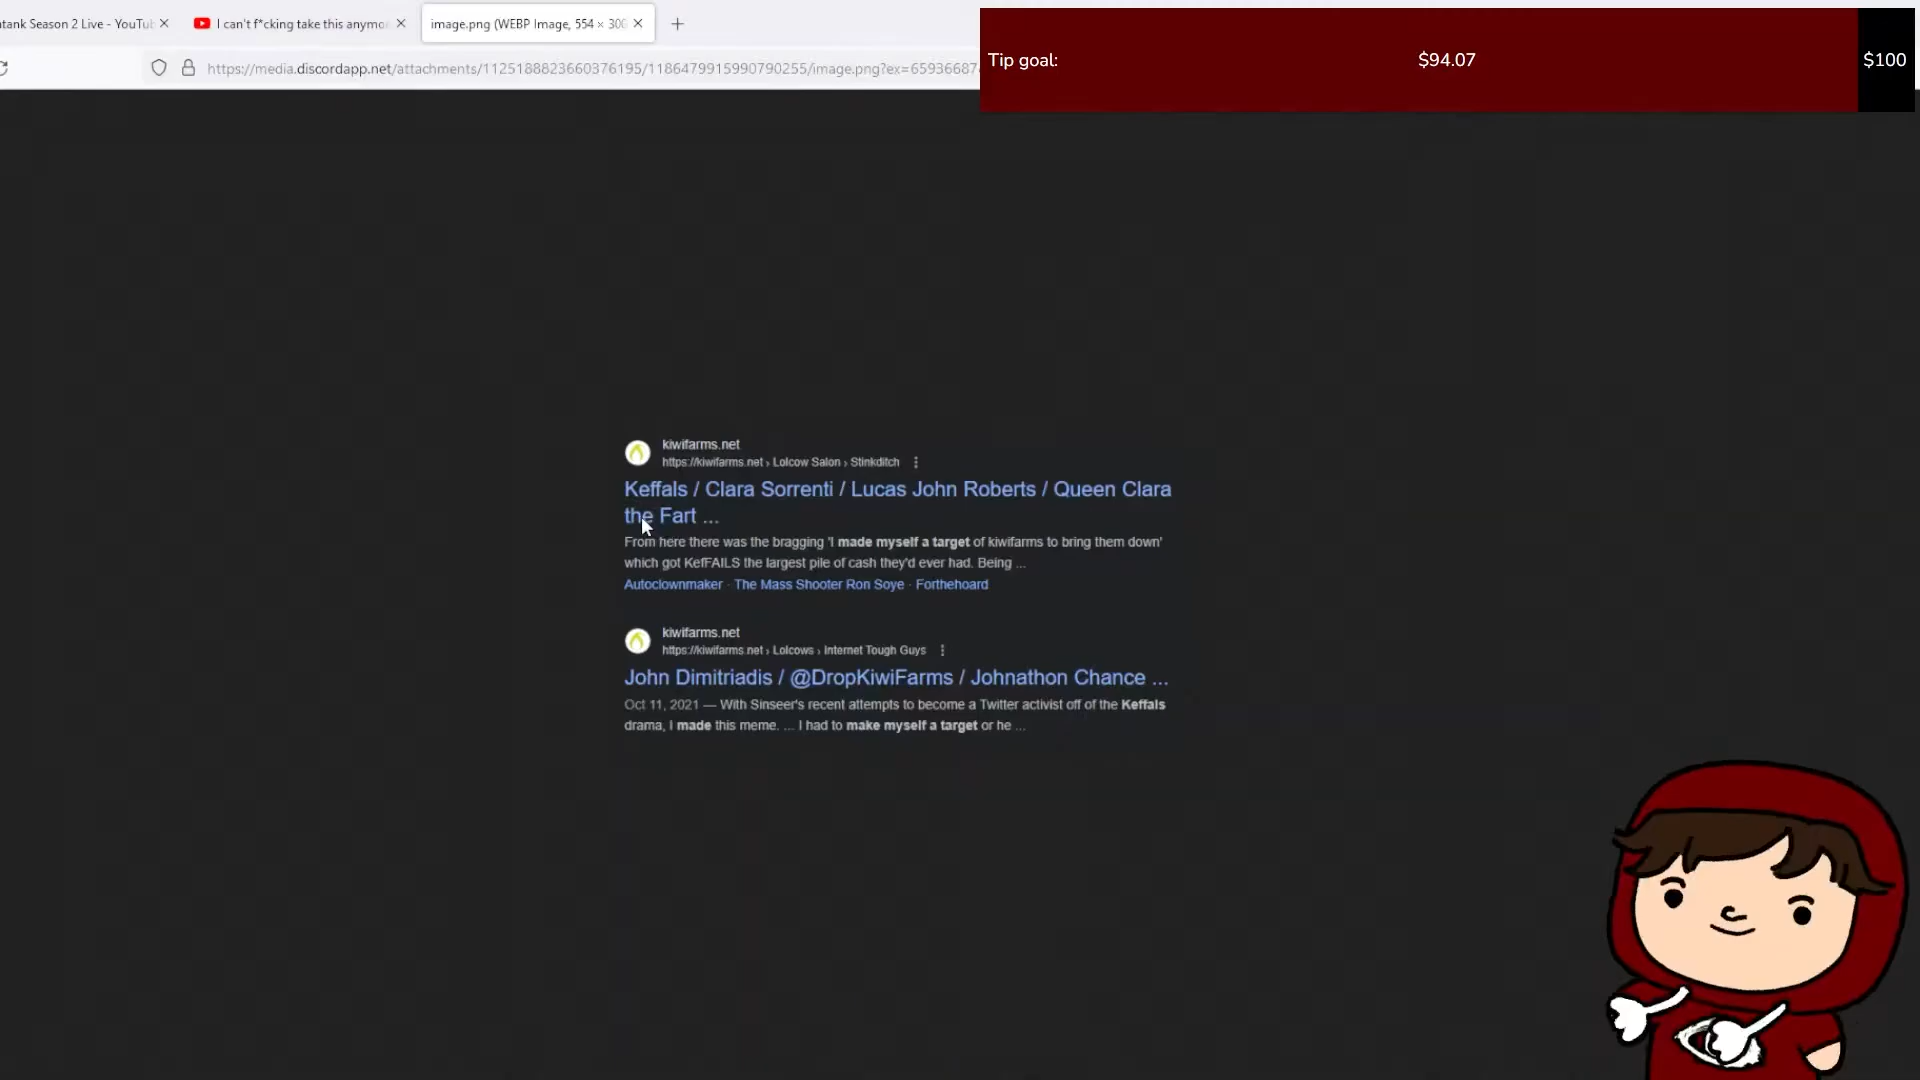 ntank Season 2 Live - YouTub
I can't f*cking take this anymo
image.png (WEBP Image, 554 × 306
https://media.discordapp.net/attachments/1125188823660376195/1186479915990790255/image.png?ex=6593668
Tip goal:
$94.07
$100
kiwifarms.net
https://kiwifarms.net › Lolcow Salon › Stinkditch
Keffals / Clara Sorrenti / Lucas John Roberts / Queen Clara
the Fart ...
From here there was the bragging 'I made myself a target of kiwifarms to bring them down'
which got KefFAILS the largest pile of cash they'd ever had. Being ...
Autoclownmaker · The Mass Shooter Ron Soye · Forthehoard
kiwifarms.net
https://kiwifarms.net › Lolcows › Internet Tough Guys
John Dimitriadis / @DropKiwiFarms / Johnathon Chance ...
Oct 11, 2021 — With Sinseer's recent attempts to become a Twitter activist off of the Keffals
drama, I made this meme. ... I had to make myself a target or he ...